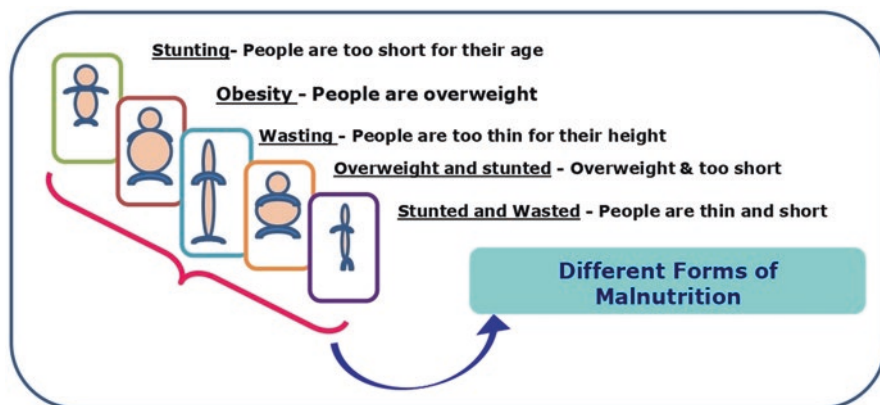 Stunting- People are too short for their age
Obesity - People are overweight
Wasting - People are too thin for their height
Overweight and stunted - Overweight & too short
Stunted and Wasted - People are thin and short
Different Forms of
Malnutrition